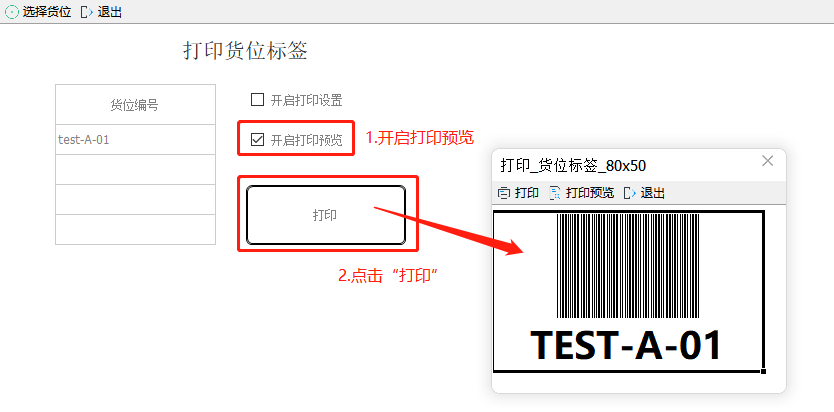 选择货位 退出
打印货位标签
货位编号
test-A-01
开启打印设置
开启打印预览
1.开启打印预览
打印
2.点击“打印”
打印_货位标签_80x50
打印 打印预览 退出
TEST-A-01